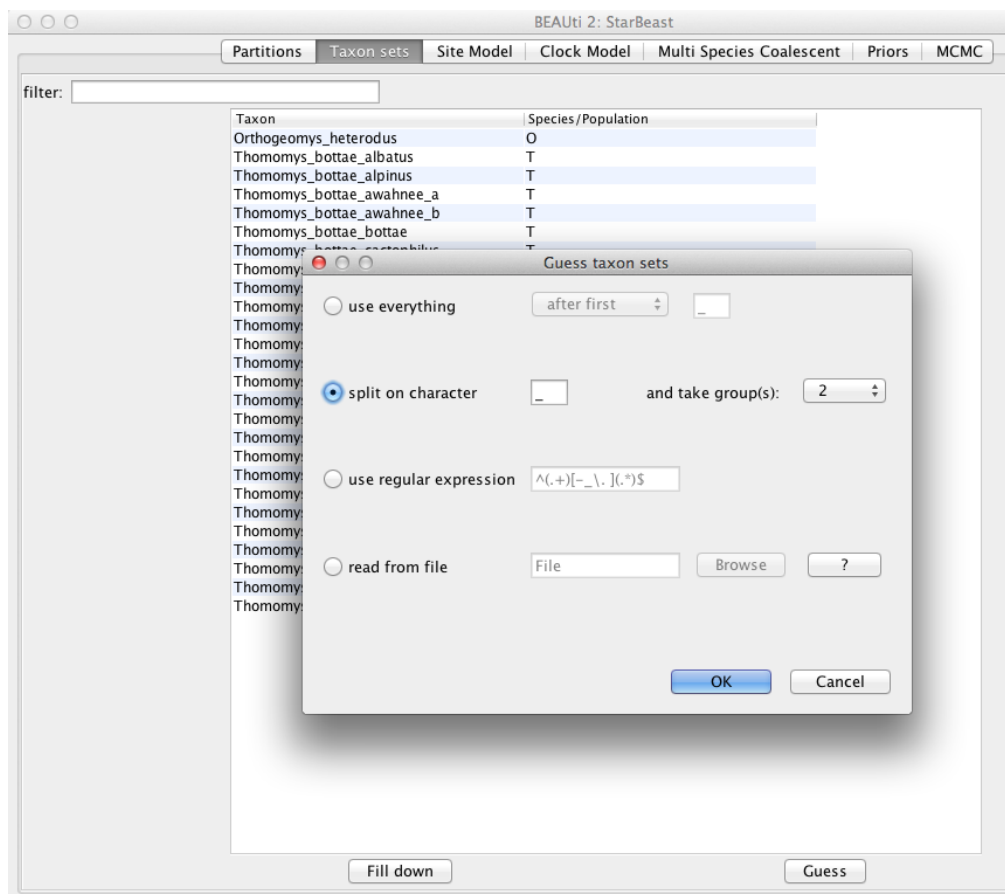 BEAUti 2: StarBeast
Partitions Taxon sets Site Model Clock Model Multi Species Coalescent Priors MCMC
filter:
Taxon Species/Population
Orthogeomys_heterodus O
Thomomys_bottae_albatus T
Thomomys_bottae_alpinus T
Thomomys_bottae_awahnee_a T
Thomomys_bottae_awahnee_b T
Thomomys_bottae_bottae T
Guess taxon sets
use everything after first _
split on character _ and take group(s): 2
use regular expression ^(.+)[-_\. ](.*)$
read from file File Browse ?
OK Cancel
Fill down Guess